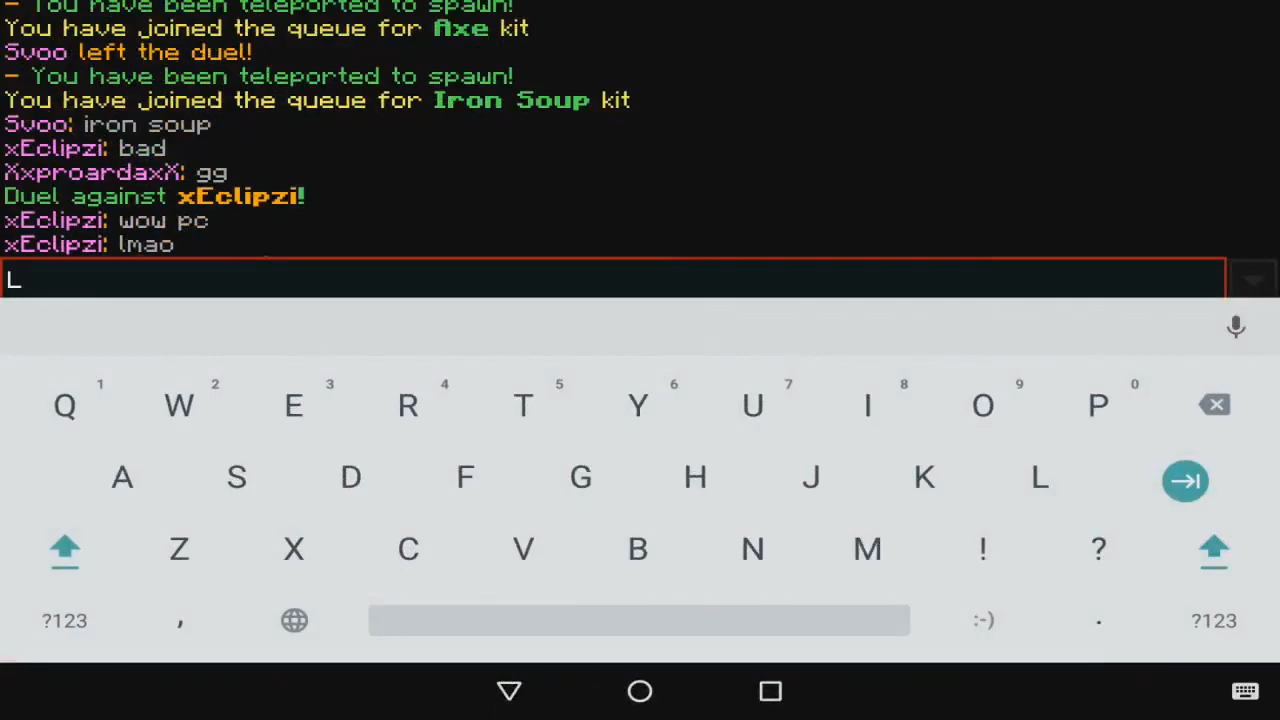 - You have been teleported to spawn!
You have joined the queue for Axe kit
Svoo left the duel!
- You have been teleported to spawn!
You have joined the queue for Iron Soup kit
Svoo: iron soup
xEclipzi: bad
XxproardaxX: gg
Duel against xEclipzi!
xEclipzi: wow pc
xEclipzi: lmao
L
1 2 3 4 5 6 7 8 9 0
Q W E R T Y U I O P
A S D F G H J K L
Z X C V B N M ! ?
?123 , :-) . ?123